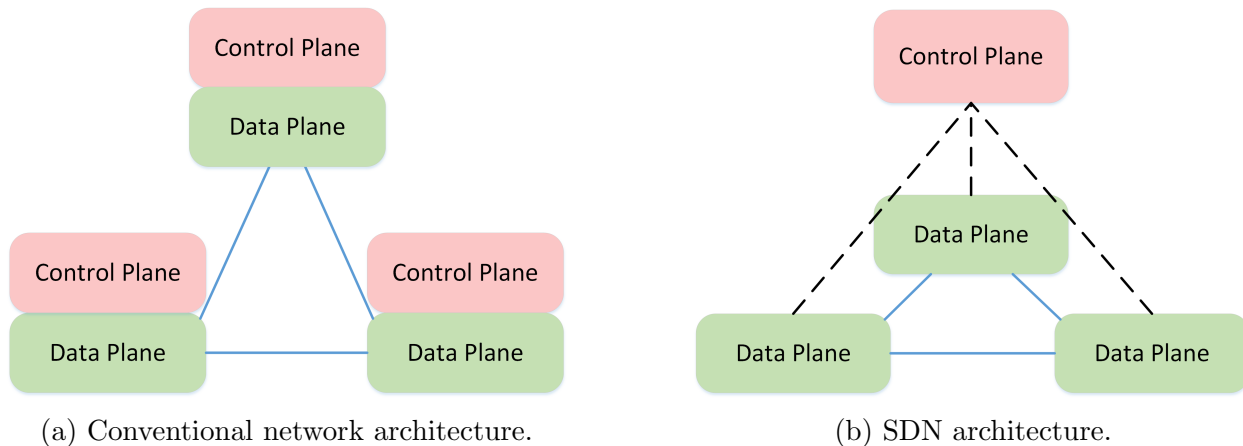 Control Plane
Data Plane
Control Plane
Data Plane
Control Plane
Data Plane
(a) Conventional network architecture.
Control Plane
Data Plane
Data Plane
Data Plane
(b) SDN architecture.